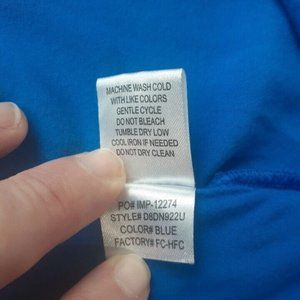 MACHINE WASH COLD
WITH LIKE COLORS
GENTLE CYCLE
DO NOT BLEACH
TUMBLE DRY LOW
COOL IRON IF NEEDED
DO NOT DRY CLEAN
PO# IMP-12274
STYLE# D8DN922U
COLOR# BLUE
FACTORY# FC-HFC